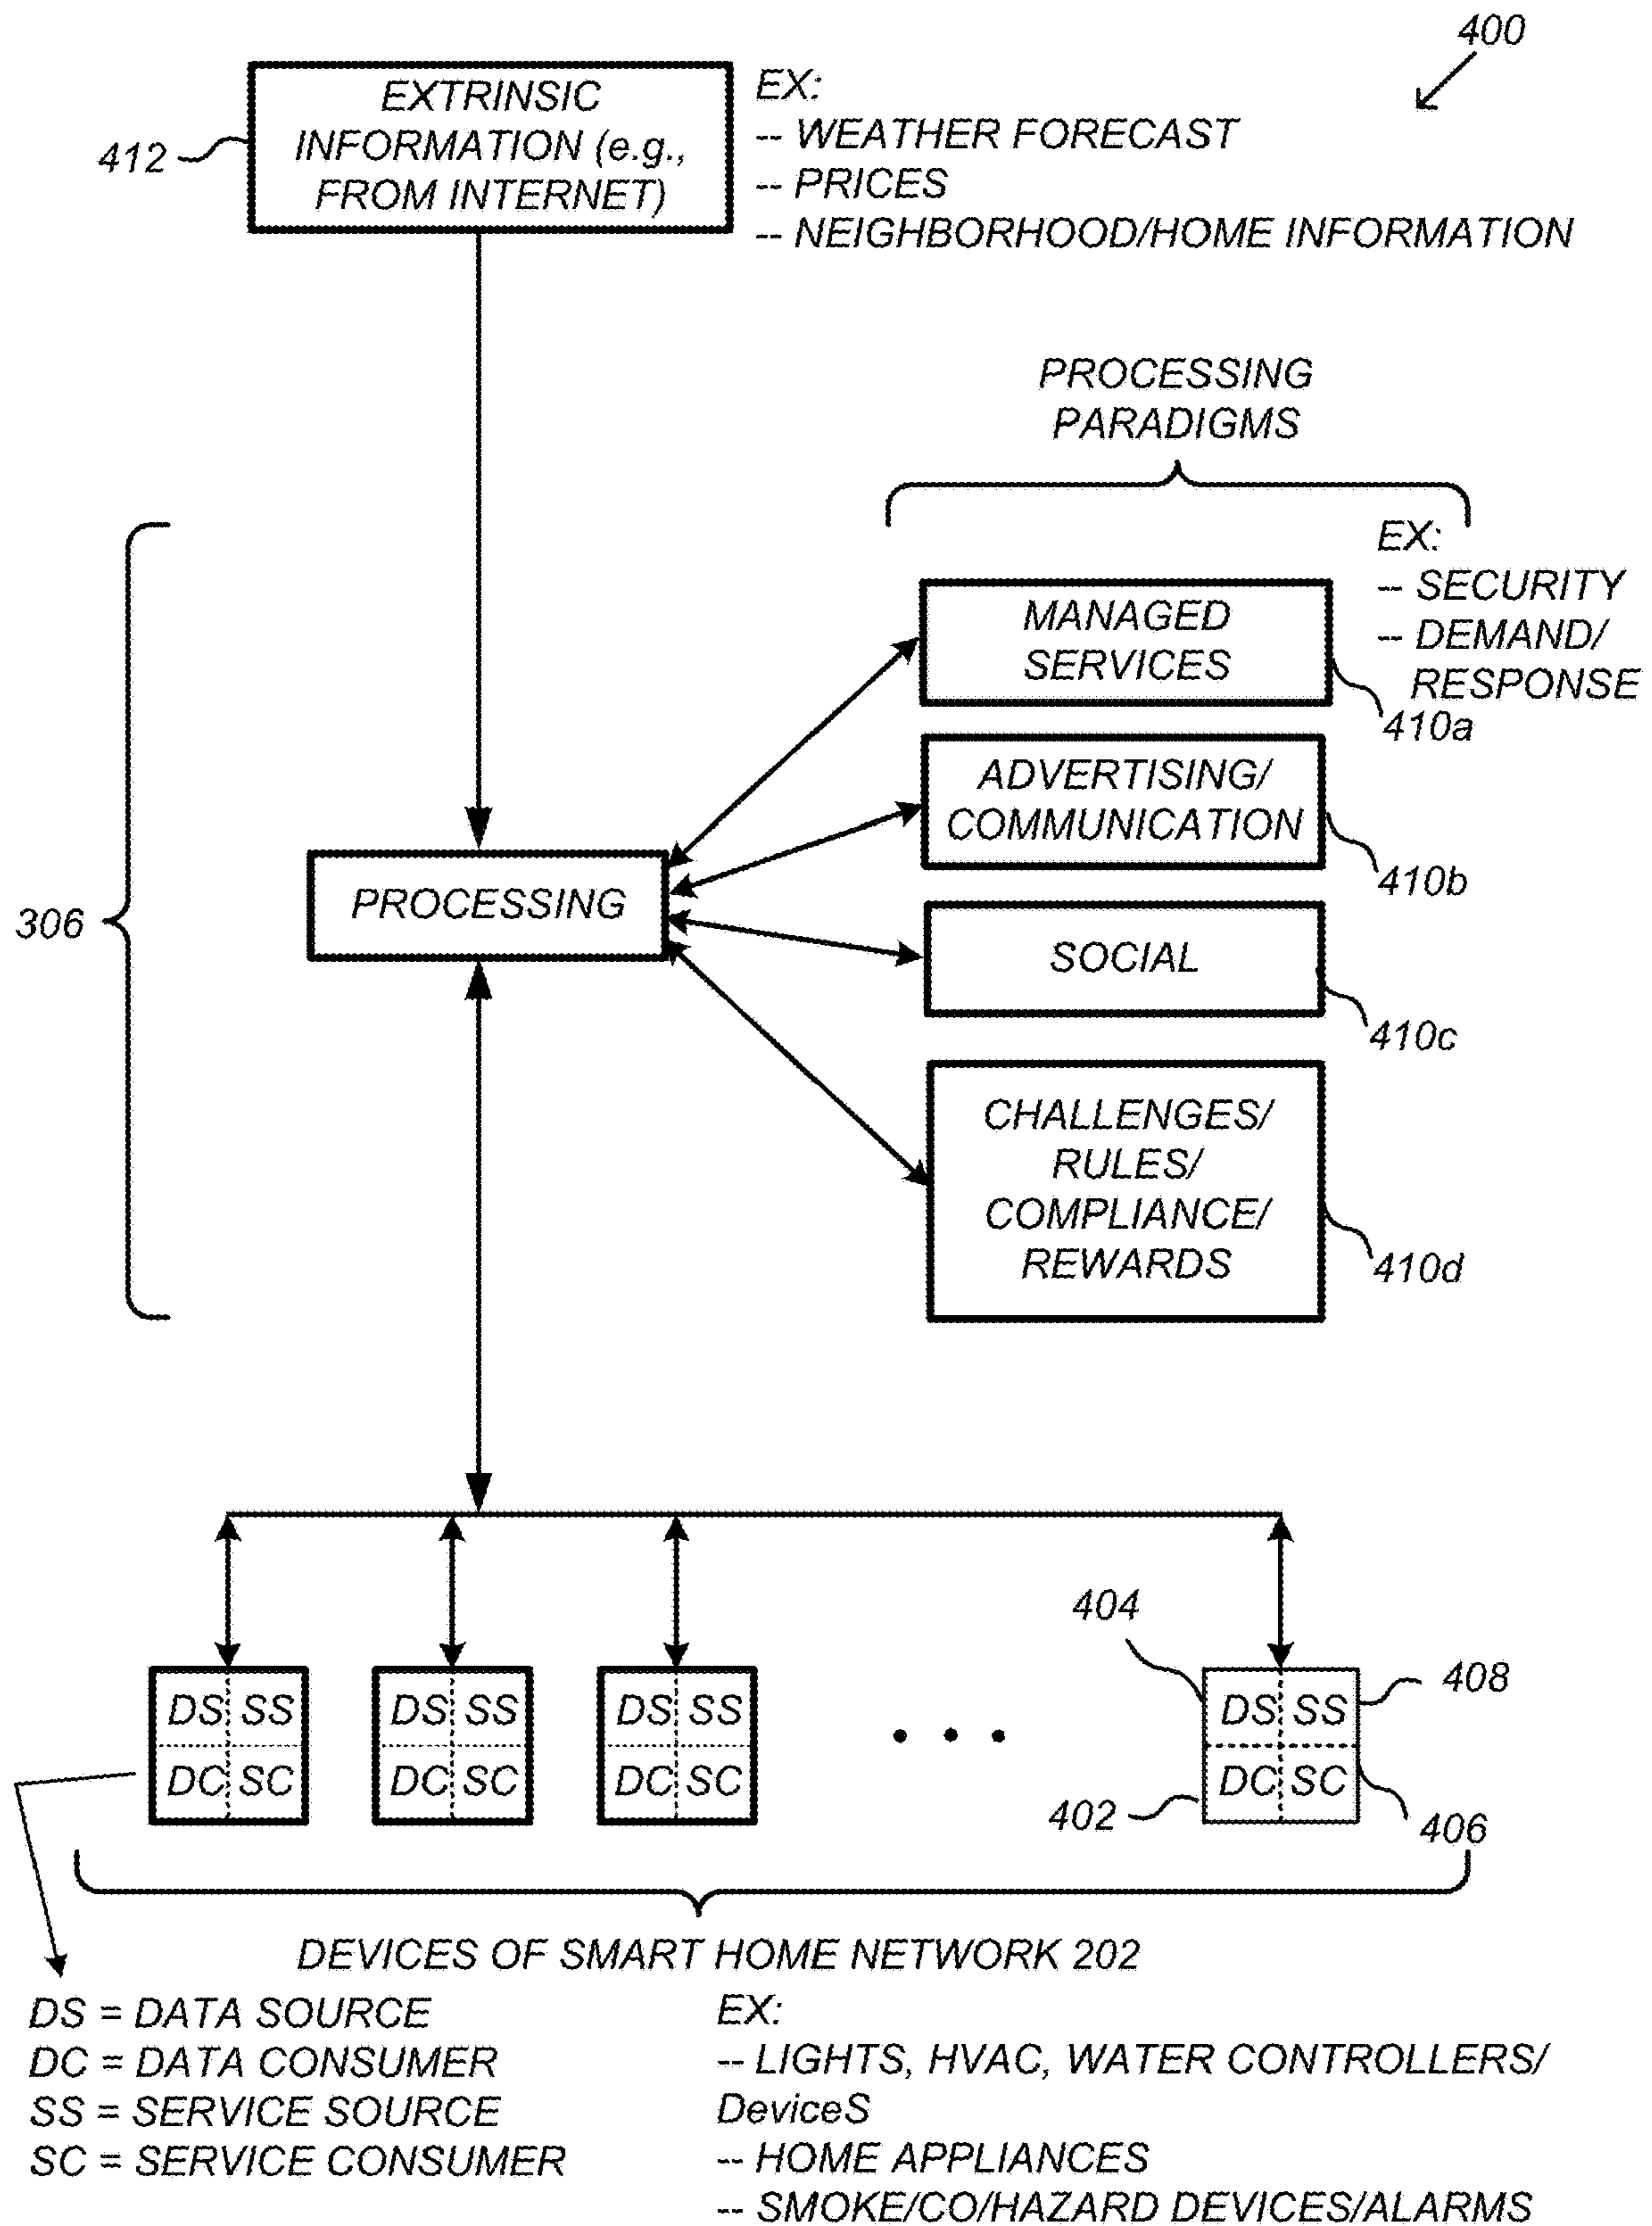 400
EXTRINSIC
INFORMATION (e.g.,
FROM INTERNET)
412
EX:
-- WEATHER FORECAST
-- PRICES
-- NEIGHBORHOOD/HOME INFORMATION
PROCESSING
PARADIGMS
EX:
-- SECURITY
-- DEMAND/
RESPONSE
MANAGED
SERVICES
410a
ADVERTISING/
COMMUNICATION
410b
306
PROCESSING
SOCIAL
410c
CHALLENGES/
RULES/
COMPLIANCE/
REWARDS
410d
404
408
DS SS
DC SC
DS SS
DC SC
DS SS
DC SC
. . .
DS SS
DC SC
402
406
DEVICES OF SMART HOME NETWORK 202
DS = DATA SOURCE
DC = DATA CONSUMER
SS = SERVICE SOURCE
SC = SERVICE CONSUMER
EX:
-- LIGHTS, HVAC, WATER CONTROLLERS/
DeviceS
-- HOME APPLIANCES
-- SMOKE/CO/HAZARD DEVICES/ALARMS